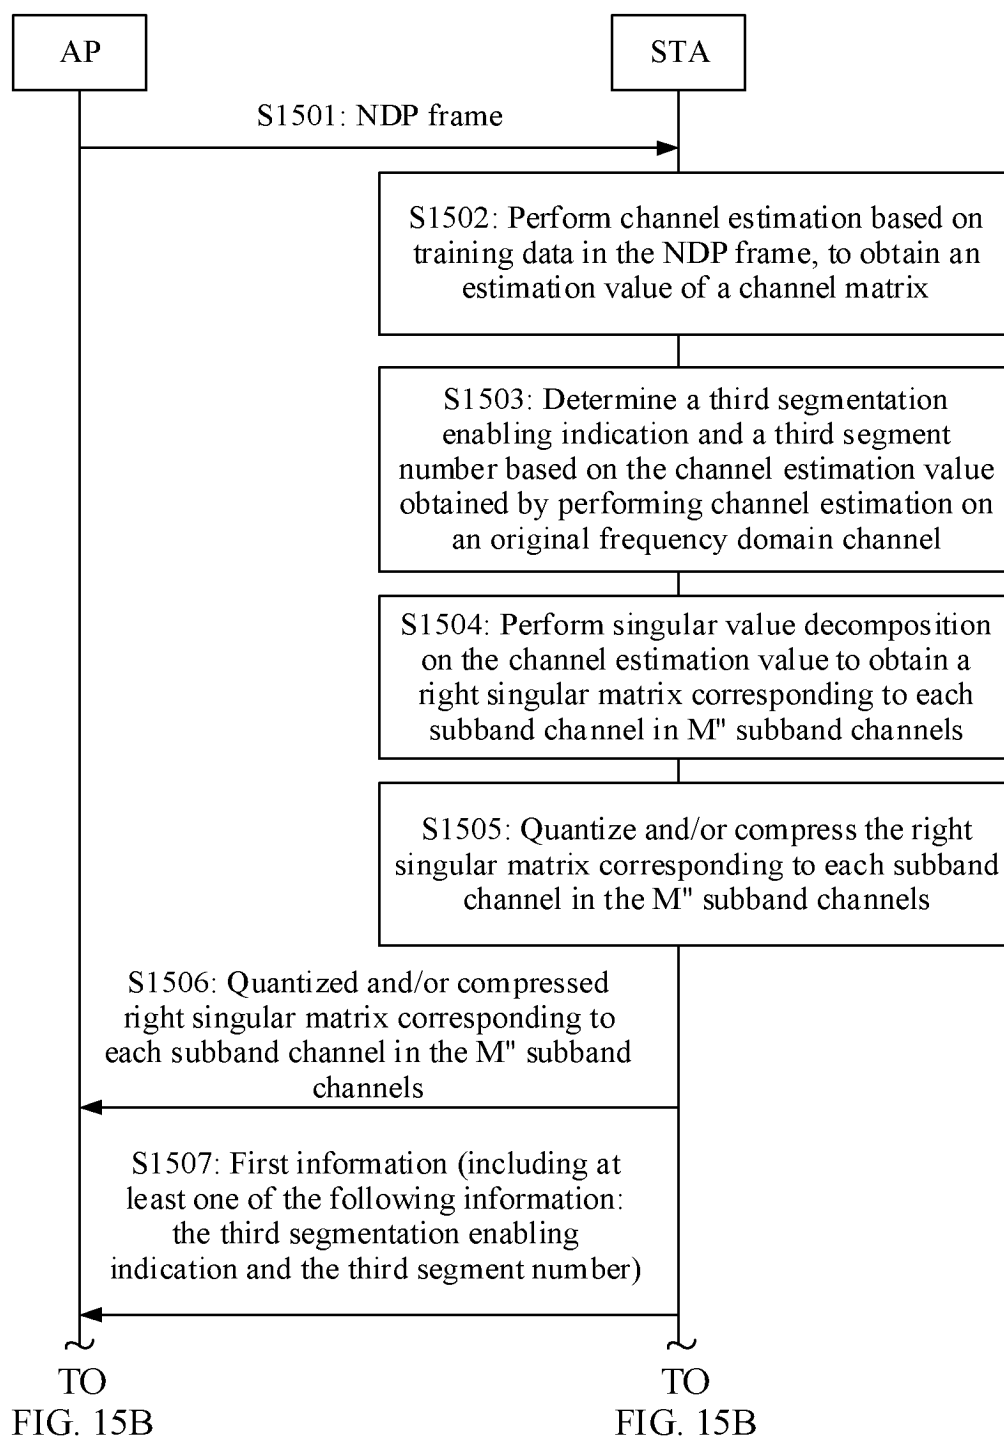 AP
STA
S1501: NDP frame
S1502: Perform channel estimation based on
training data in the NDP frame, to obtain an
estimation value of a channel matrix
S1503: Determine a third segmentation
enabling indication and a third segment
number based on the channel estimation value
obtained by performing channel estimation on
an original frequency domain channel
S1504: Perform singular value decomposition
on the channel estimation value to obtain a
right singular matrix corresponding to each
subband channel in M" subband channels
S1505: Quantize and/or compress the right
singular matrix corresponding to each subband
channel in the M" subband channels
S1506: Quantized and/or compressed
right singular matrix corresponding to
each subband channel in the M" subband
channels
S1507: First information (including at
least one of the following information:
the third segmentation enabling
indication and the third segment number)
TO
FIG. 15B
TO
FIG. 15B